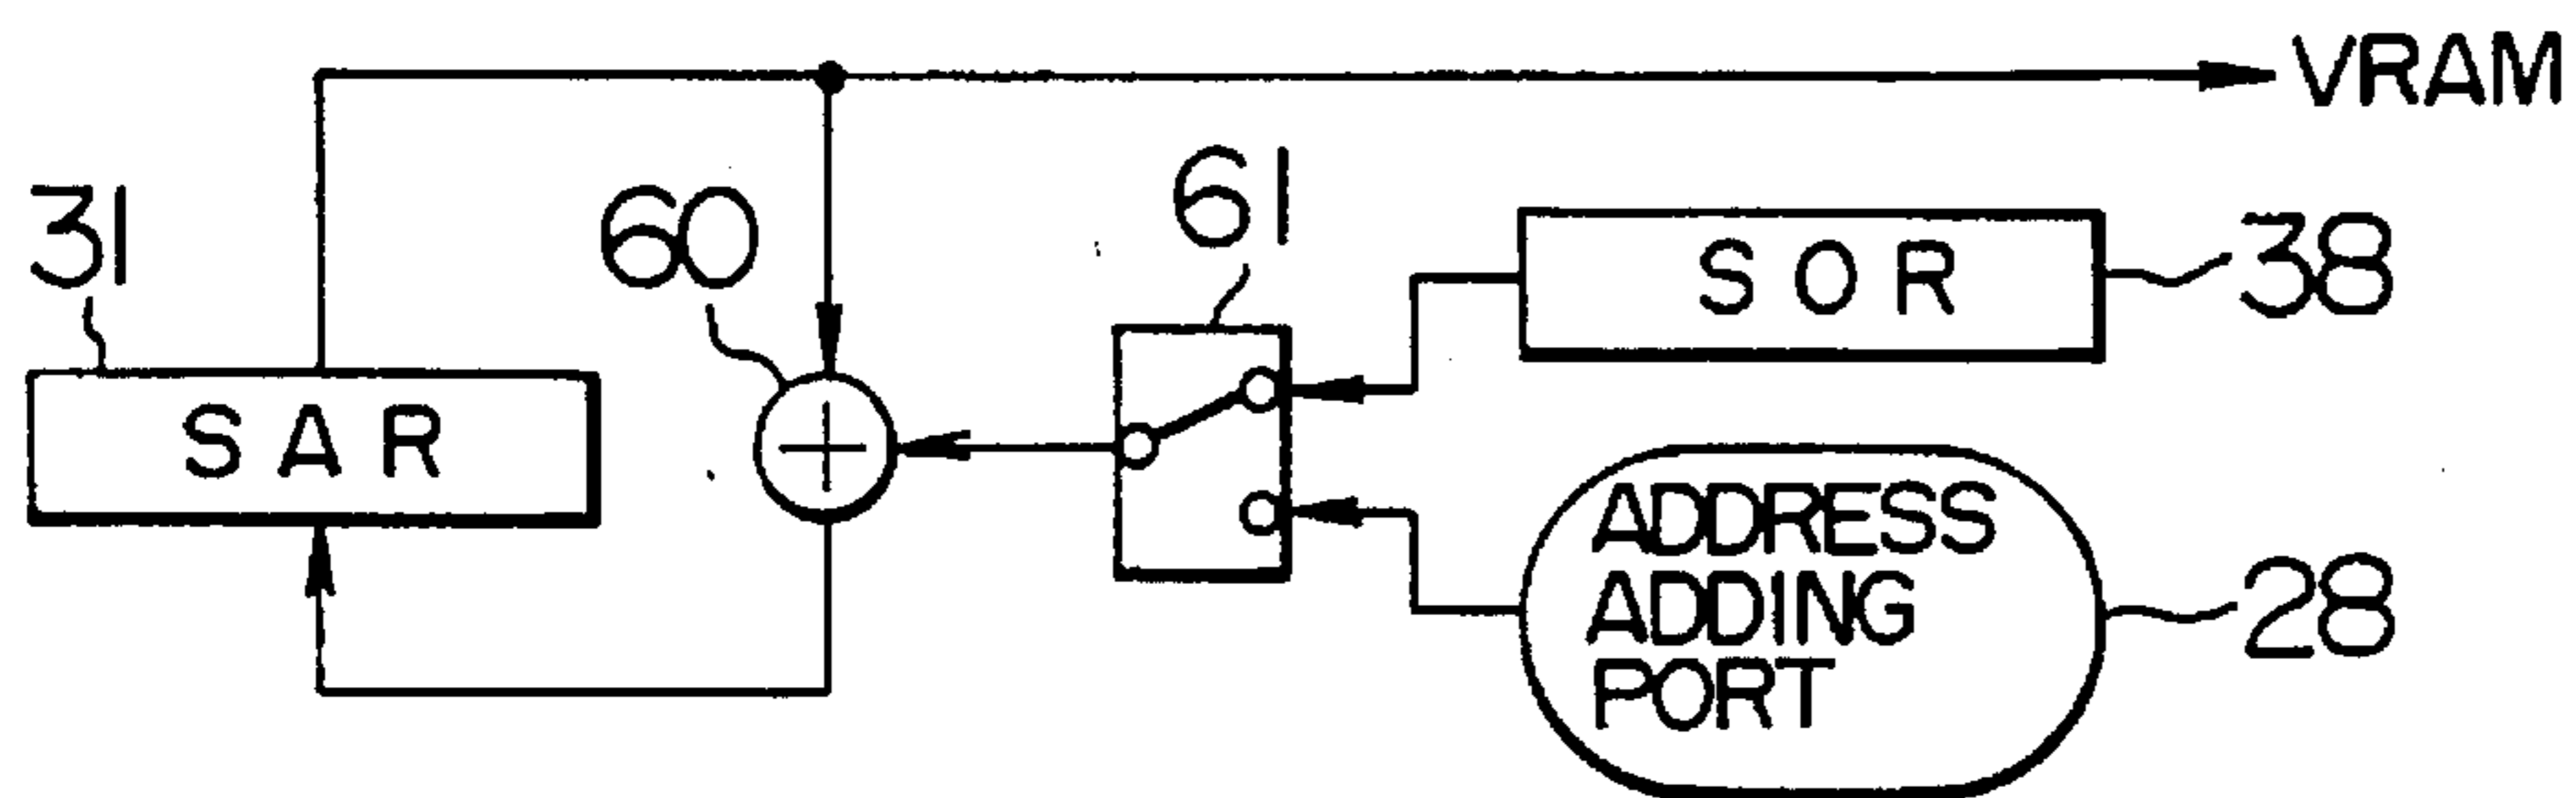 VRAM
31
60
61
SOR
38
SAR
ADDRESS
ADDING
PORT
28